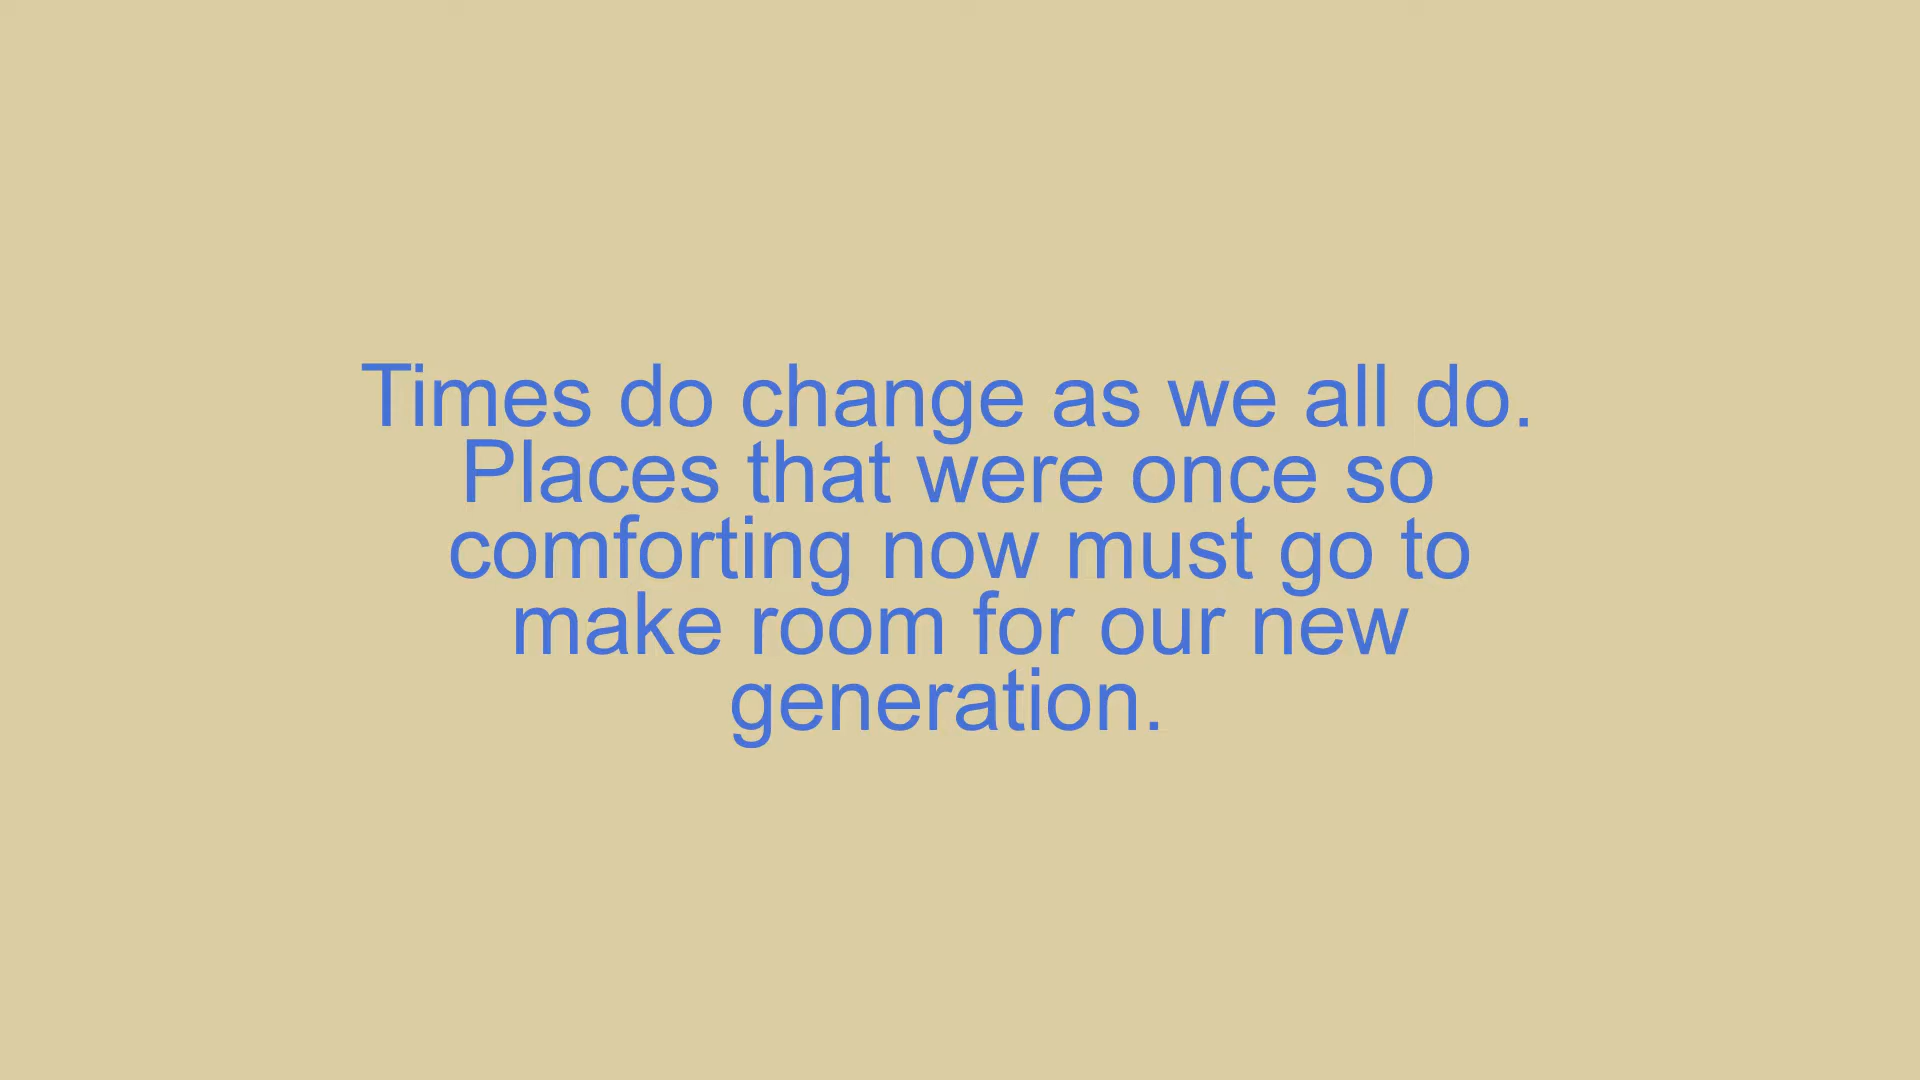 Times do change as we all do.
Places that were once so
comforting now must go to
make room for our new
generation.